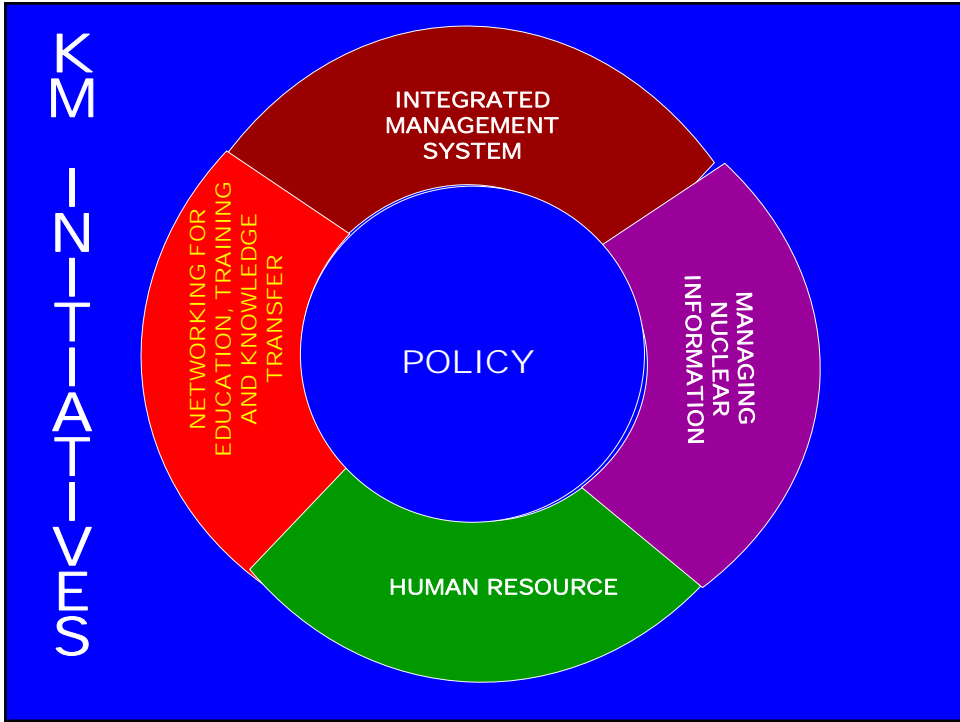 KM INITIATIVES
INTEGRATED
MANAGEMENT
SYSTEM
NETWORKING FOR
EDUCATION, TRAINING
AND KNOWLEDGE
TRANSFER
POLICY
MANAGING
NUCLEAR
INFORMATION
HUMAN RESOURCE